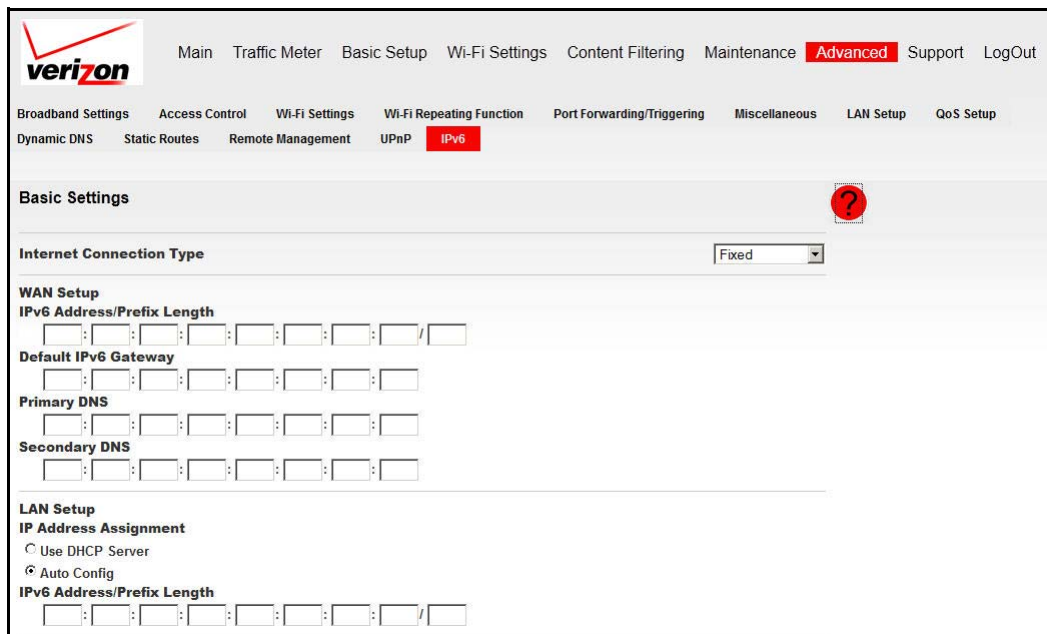 verizon
Main Traffic Meter Basic Setup Wi-Fi Settings Content Filtering Maintenance Advanced Support LogOut
Broadband Settings Access Control Wi-Fi Settings Wi-Fi Repeating Function Port Forwarding/Triggering Miscellaneous LAN Setup QoS Setup
Dynamic DNS Static Routes Remote Management UPnP IPv6
Basic Settings ?
Internet Connection Type Fixed
WAN Setup
IPv6 Address/Prefix Length
: : : : : : : /
Default IPv6 Gateway
: : : : : : :
Primary DNS
: : : : : : :
Secondary DNS
: : : : : : :
LAN Setup
IP Address Assignment
Use DHCP Server
Auto Config
IPv6 Address/Prefix Length
: : : : : : : /